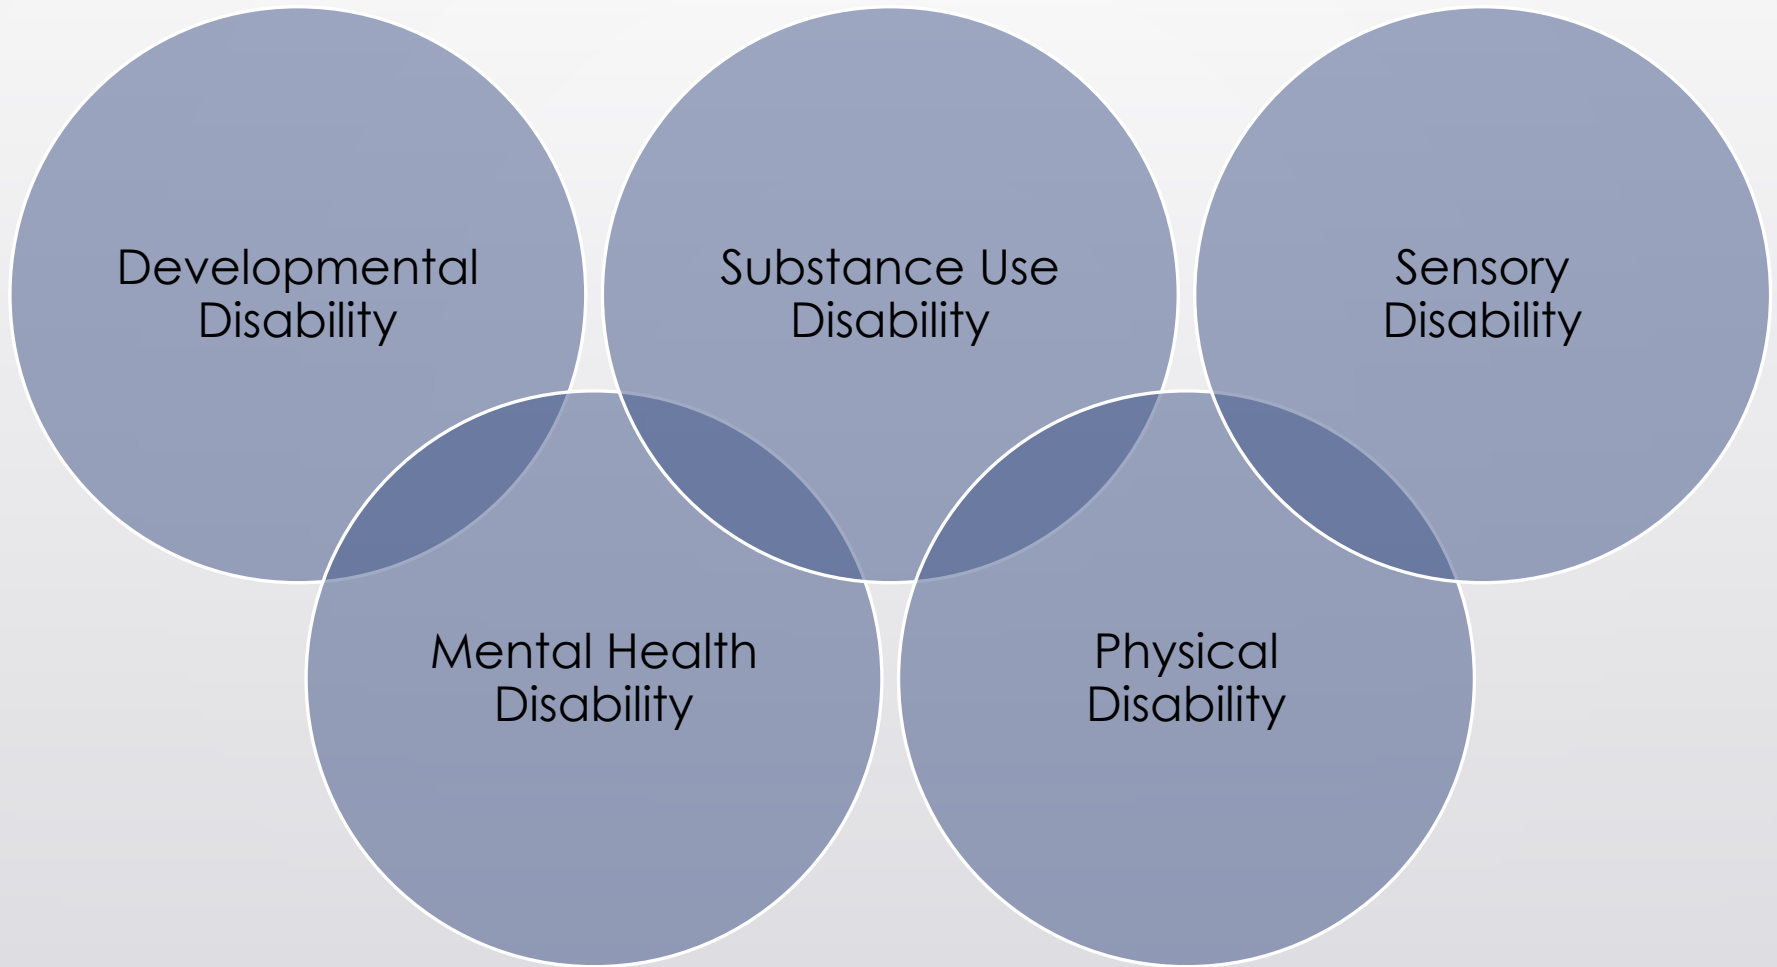 Developmental
Disability
Substance Use
Disability
Sensory
Disability
Mental Health
Disability
Physical
Disability